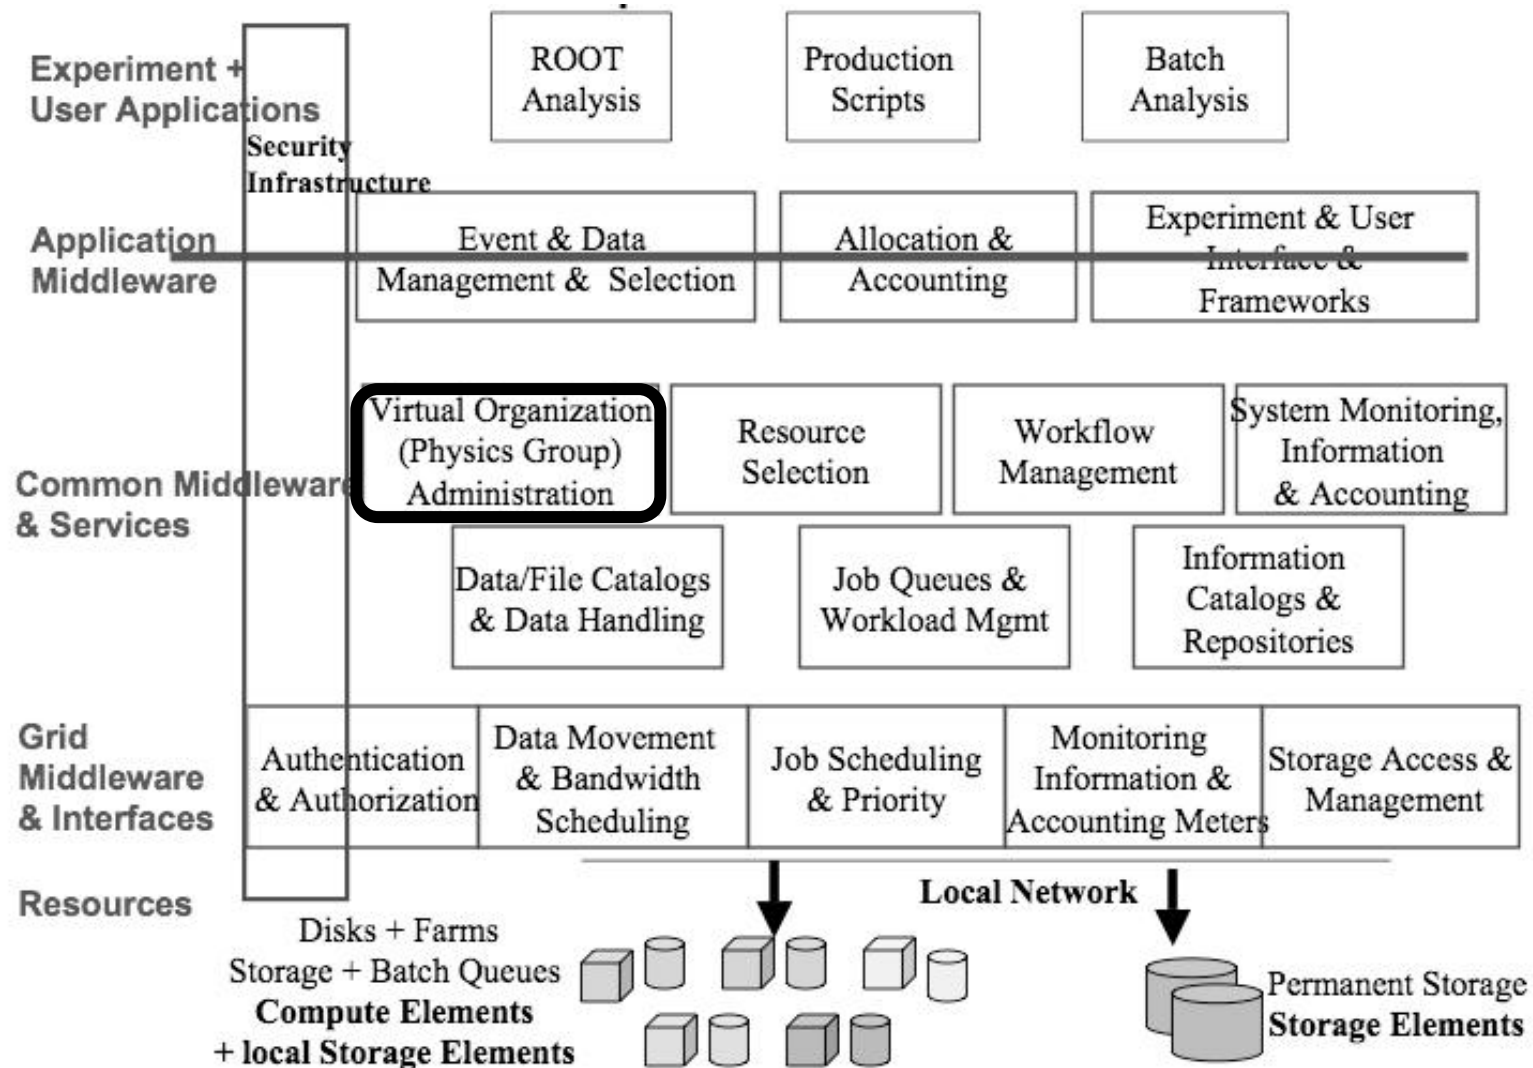 Experiment +
User Applications
ROOT
Analysis
Production
Scripts
Batch
Analysis
Security
Infrastructure
Application
Middleware
Event & Data
Management & Selection
Allocation &
Accounting
Experiment & User
Interface &
Frameworks
Common Middleware
& Services
Virtual Organization
(Physics Group)
Administration
Resource
Selection
Workflow
Management
System Monitoring,
Information
& Accounting
Data/File Catalogs
& Data Handling
Job Queues &
Workload Mgmt
Information
Catalogs &
Repositories
Grid
Middleware
& Interfaces
Authentication
& Authorization
Data Movement
& Bandwidth
Scheduling
Job Scheduling
& Priority
Monitoring
Information &
Accounting Meters
Storage Access &
Management
Resources
Local Network
Disks + Farms
Storage + Batch Queues
Compute Elements
+ local Storage Elements
Permanent Storage
Storage Elements